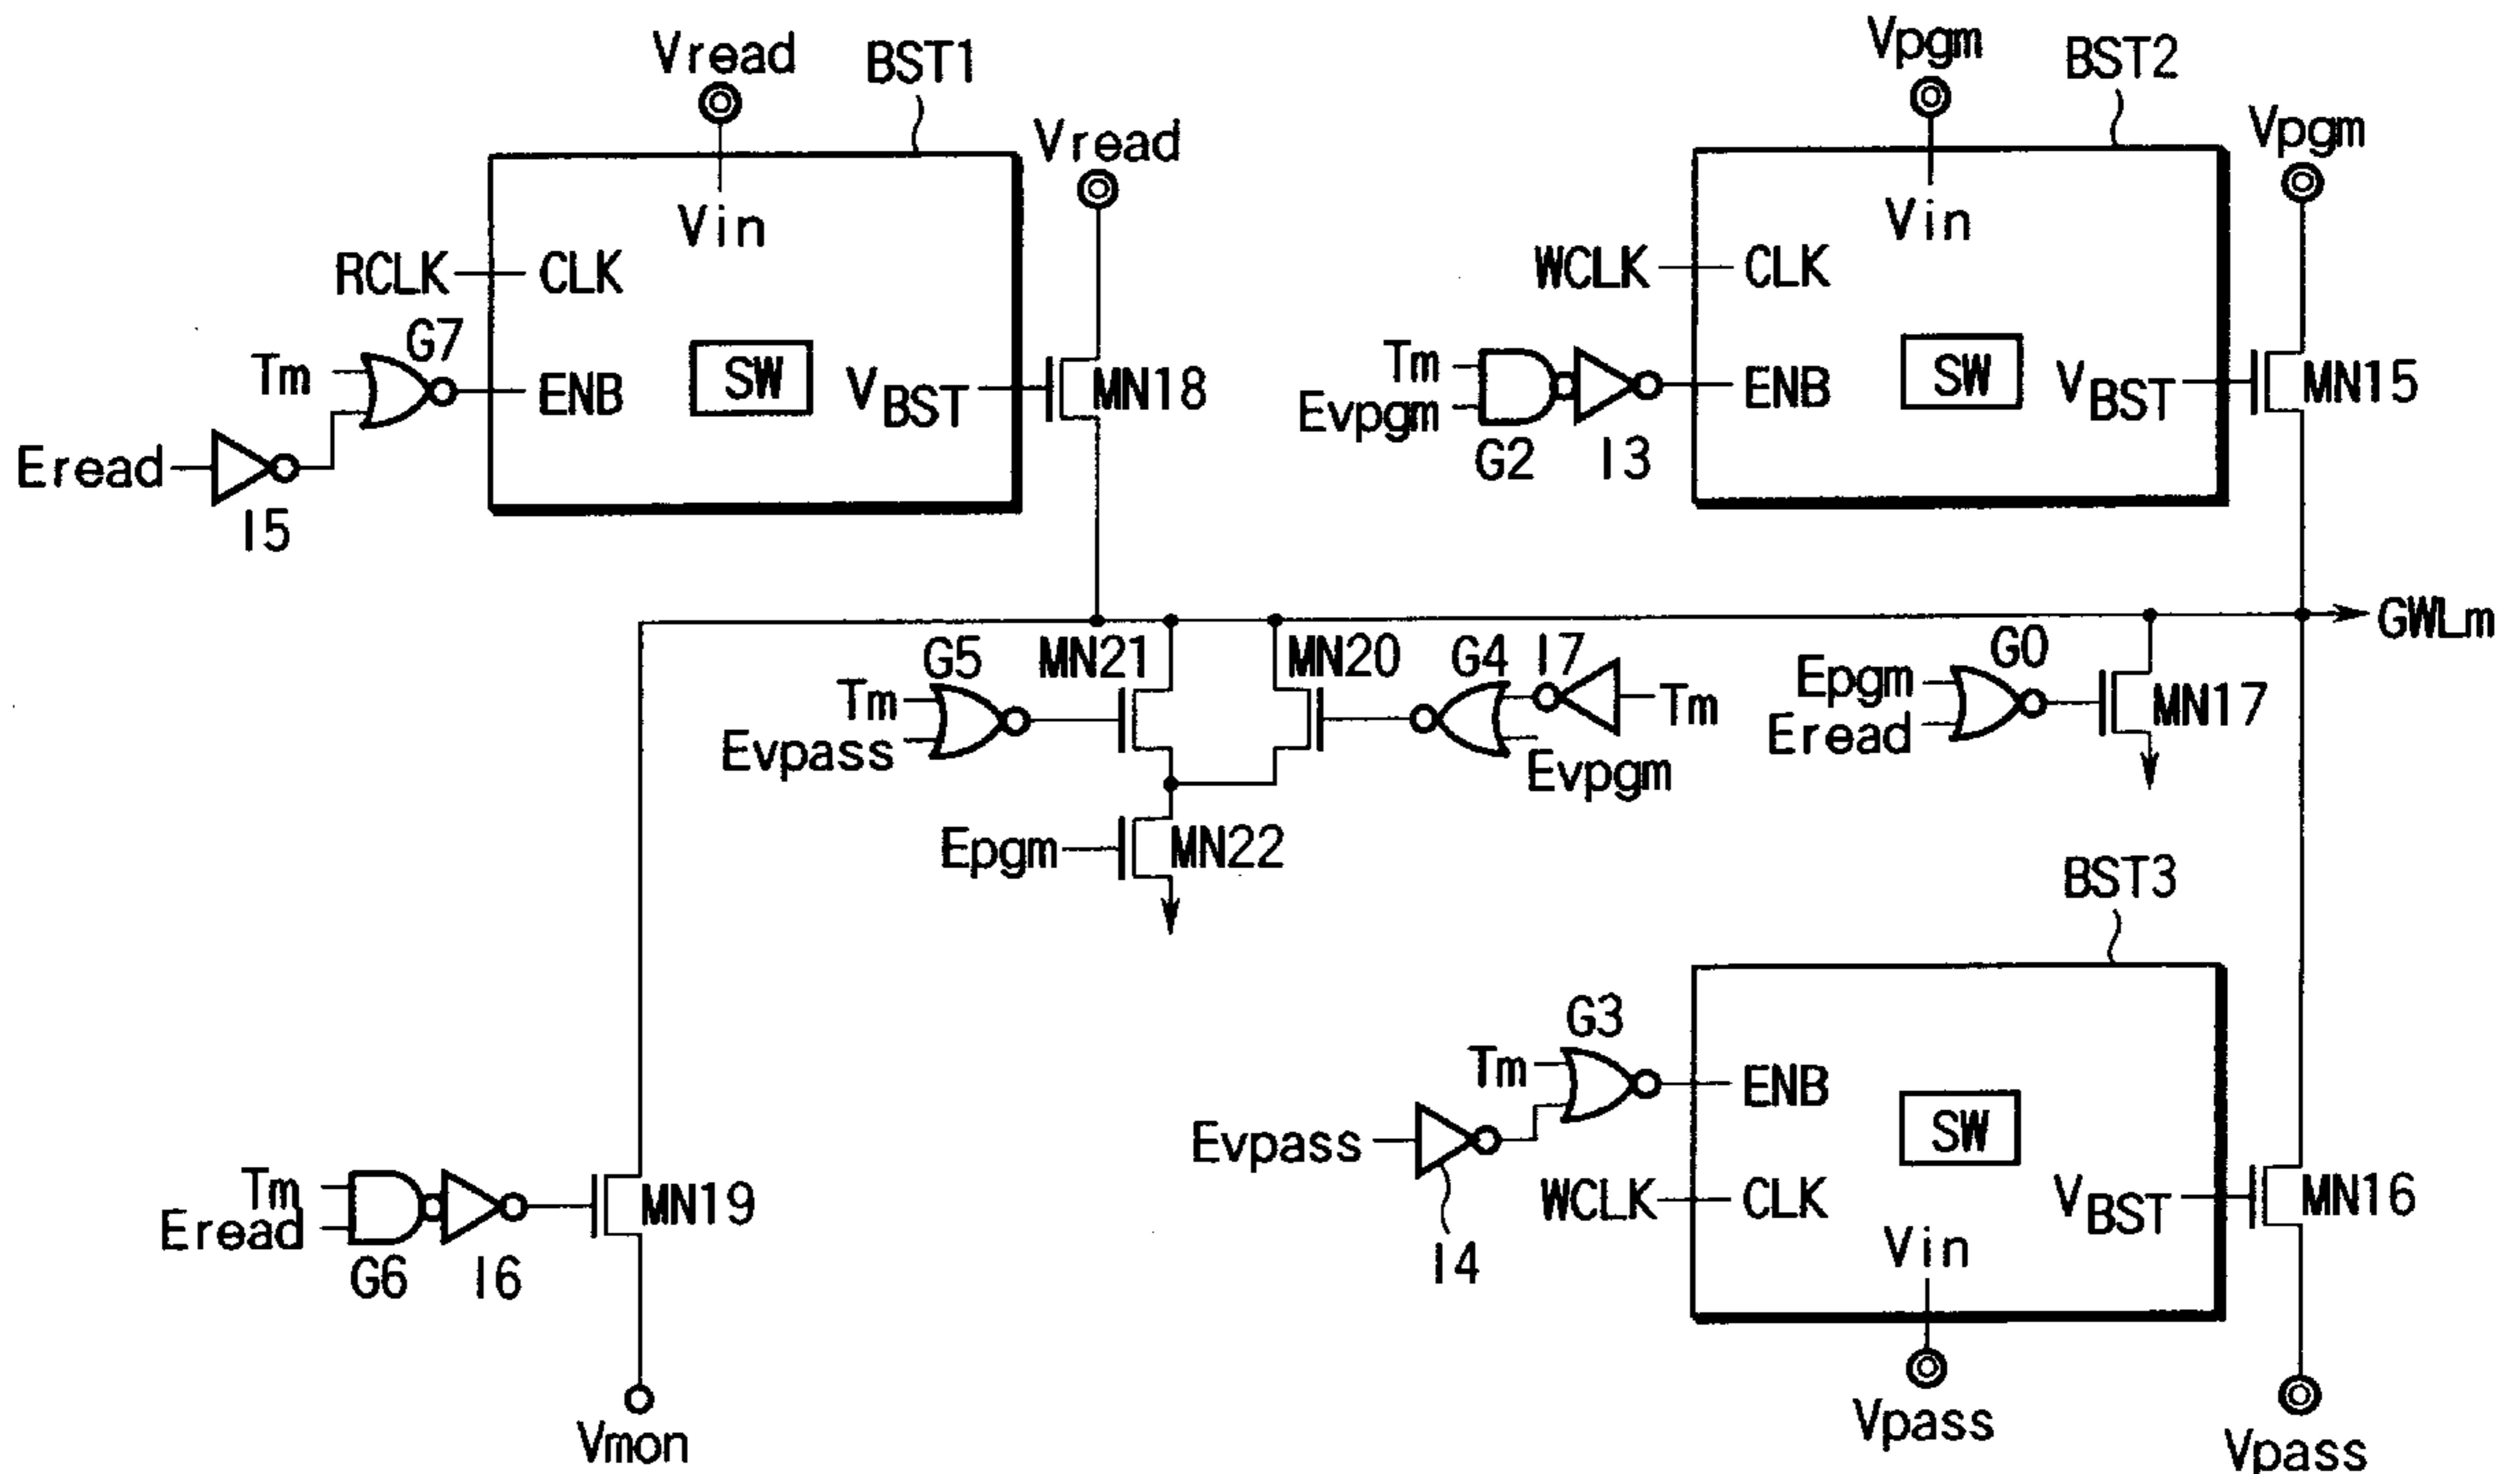 Vread
BST1
Vpgm
BST2
Vread
Vpgm
Vin
Vin
RCLK
CLK
WCLK
CLK
G7
Tm
ENB
SW
VBST
MN18
Tm
Evpgm
ENB
SW
VBST
MN15
Eread
I5
G2
I3
GWLm
G5
MN21
MN20
G4
I7
G0
Tm
Evpass
Tm
Evpgm
Epgm
Eread
MN17
Epgm
MN22
BST3
G3
Tm
ENB
SW
Evpass
Tm
Eread
MN19
WCLK
CLK
VBST
MN16
G6
I6
I4
Vin
Vmon
Vpass
Vpass